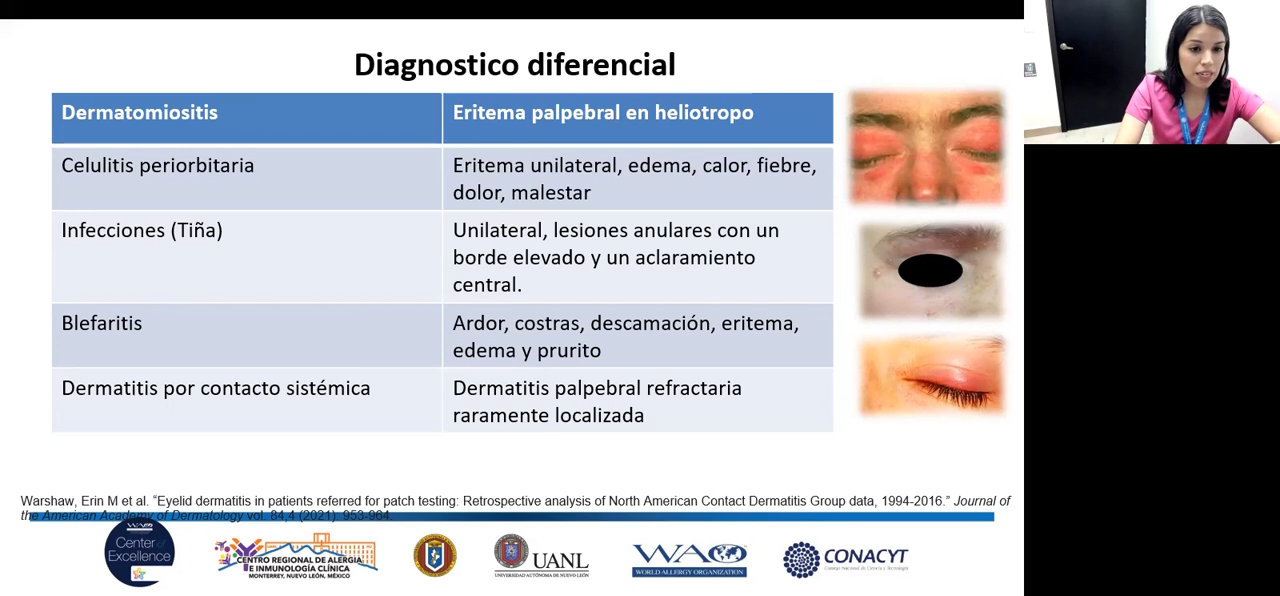 Diagnostico diferencial
Dermatomiositis
Eritema palpebral en heliotropo
Celulitis periorbitaria
Eritema unilateral, edema, calor, fiebre,
dolor, malestar
Infecciones (Tiña)
Unilateral, lesiones anulares con un
borde elevado y un aclaramiento
central.
Blefaritis
Ardor, costras, descamación, eritema,
edema y prurito
Dermatitis por contacto sistémica
Dermatitis palpebral refractaria
raramente localizada
Warshaw, Erin M et al. “Eyelid dermatitis in patients referred for patch testing: Retrospective analysis of North American Contact Dermatitis Group data, 1994-2016.” Journal of
the American Academy of Dermatology vol. 84,4 (2021): 953-964.
Center of
Excellence
CENTRO REGIONAL DE ALERGIA
E INMUNOLOGÍA CLÍNICA
MONTERREY, NUEVO LEÓN, MÉXICO
UANL
UNIVERSIDAD AUTÓNOMA DE NUEVO LEÓN
WAO
WORLD ALLERGY ORGANIZATION
CONACYT
Consejo Nacional de Ciencia y Tecnología